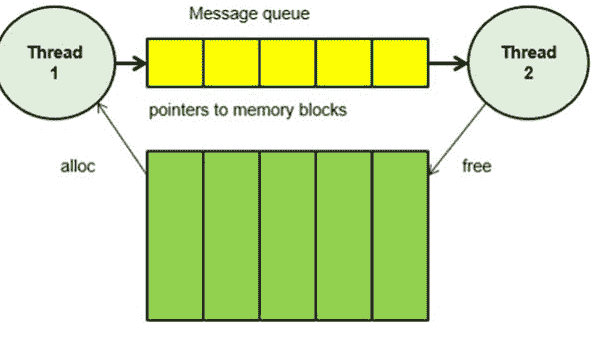 Message queue
Thread
1
Thread
2
pointers to memory blocks
alloc
free